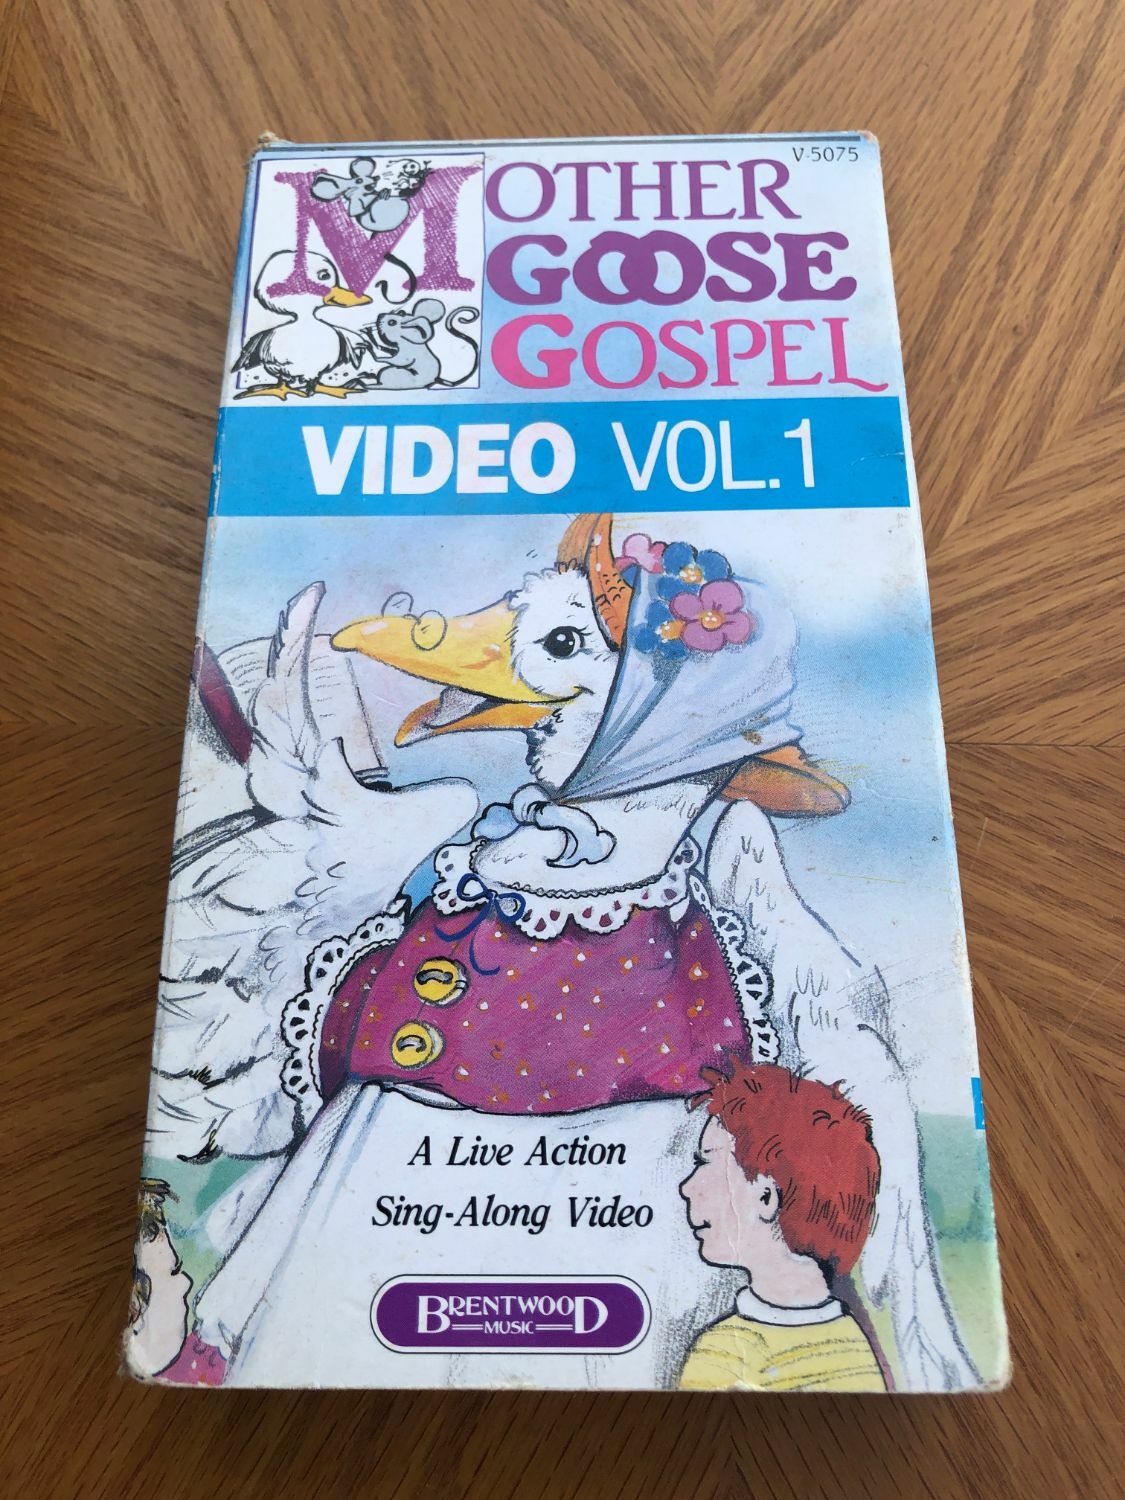 V-5075
MOTHER
GOOSE
GOSPEL
VIDEO VOL.1
A Live Action
Sing-Along Video
BRENTWOOD
MUSIC